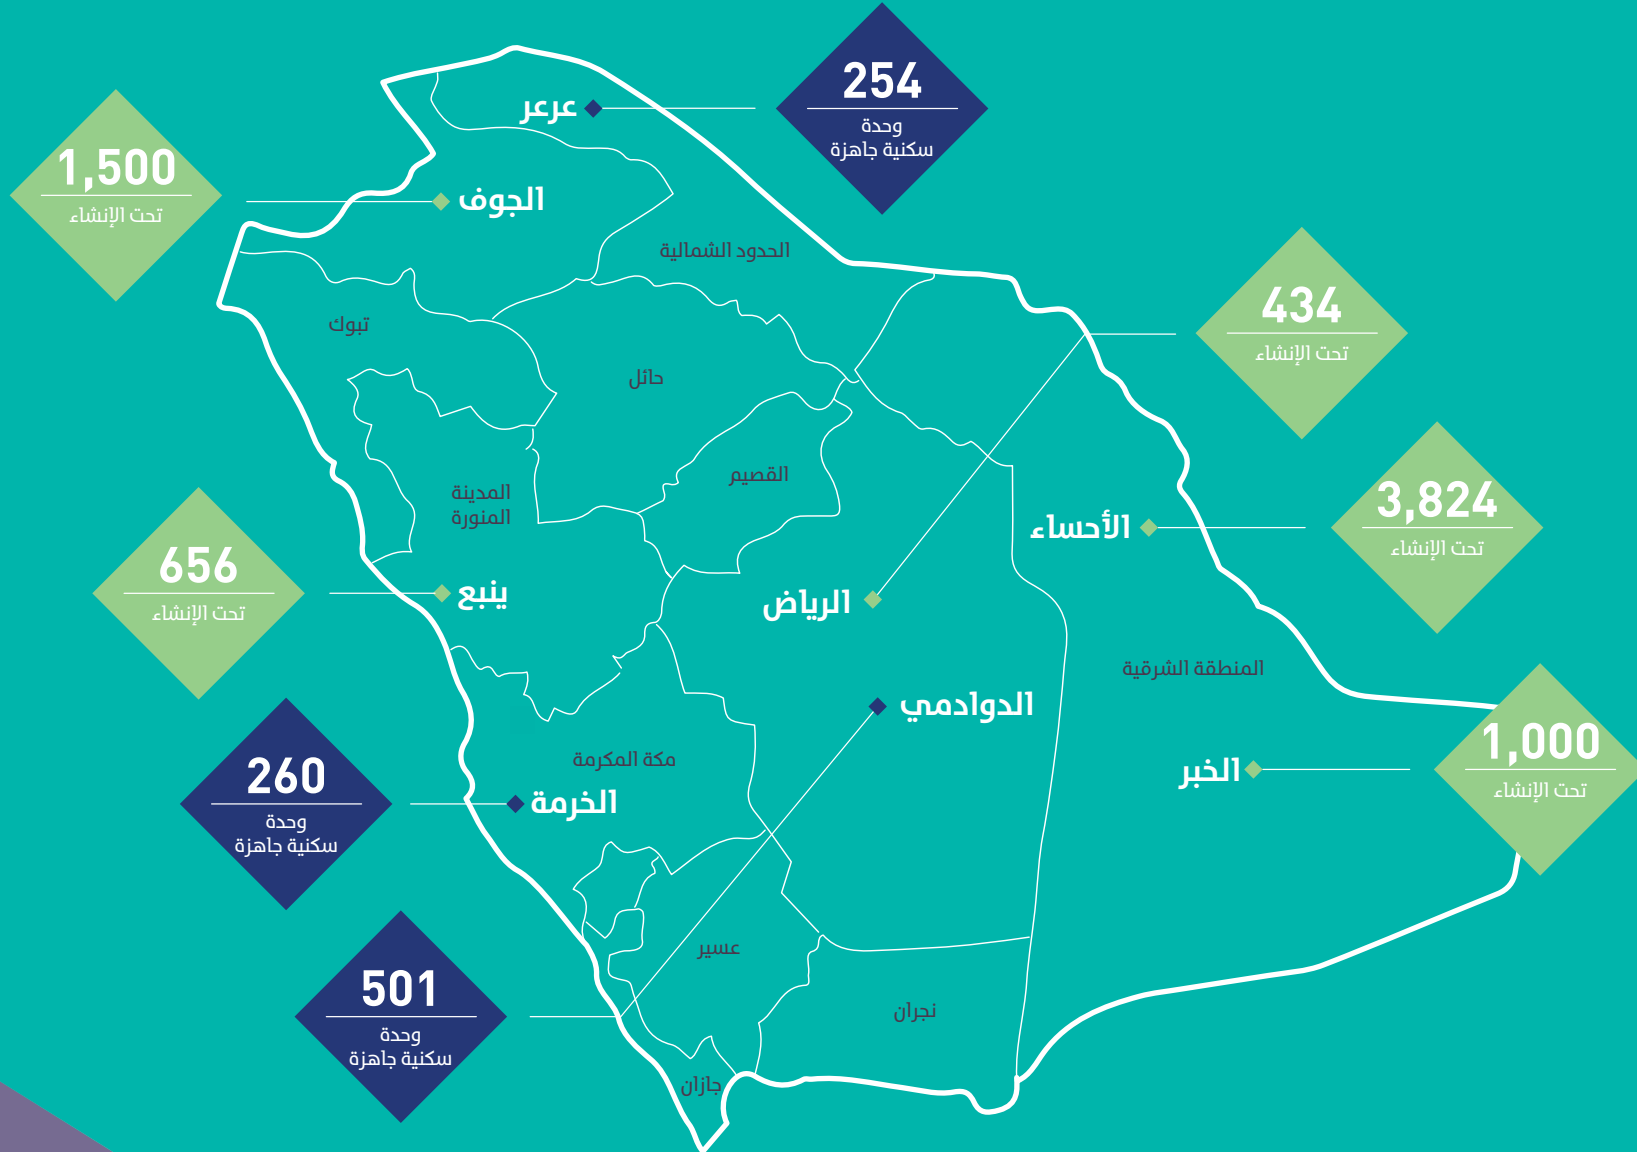 254
وحدة
سكنية جاهزة
عرعر
1,500
تحت الإنشاء
الجوف
الحدود الشمالية
434
تحت الإنشاء
تبوك
حائل
القصيم
المدينة
المنورة
3,824
تحت الإنشاء
الأحساء
656
تحت الإنشاء
ينبع
الرياض
المنطقة الشرقية
الدوادمي
1,000
تحت الإنشاء
الخبر
مكة المكرمة
260
وحدة
سكنية جاهزة
الخرمة
عسير
نجران
501
وحدة
سكنية جاهزة
جازان